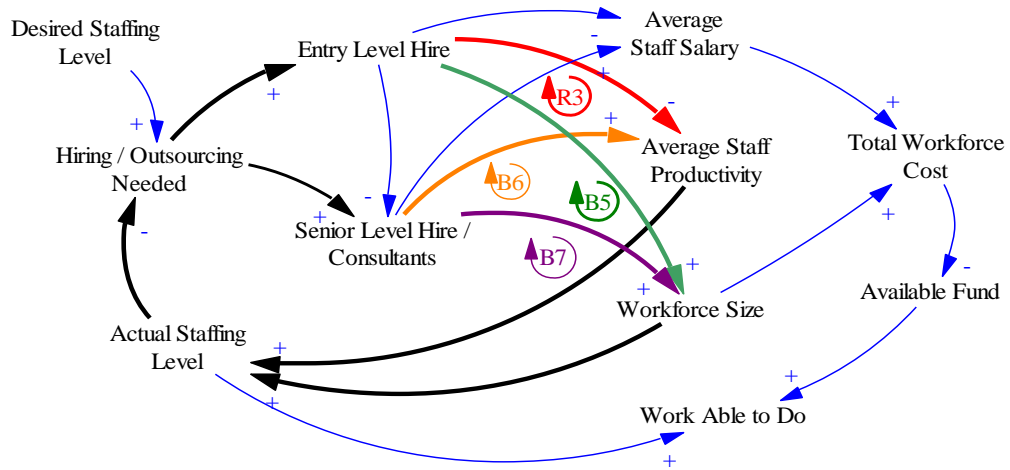 Desired Staffing
Level
Entry Level Hire
Average
Staff Salary
Hiring / Outsourcing
Needed
Average Staff
Productivity
Total Workforce
Cost
Senior Level Hire /
Consultants
Workforce Size
Available Fund
Actual Staffing
Level
Work Able to Do
R3
B6
B5
B7
+
+
+
-
-
+
-
+
-
+
+
+
+
+
+
-
+
+
+